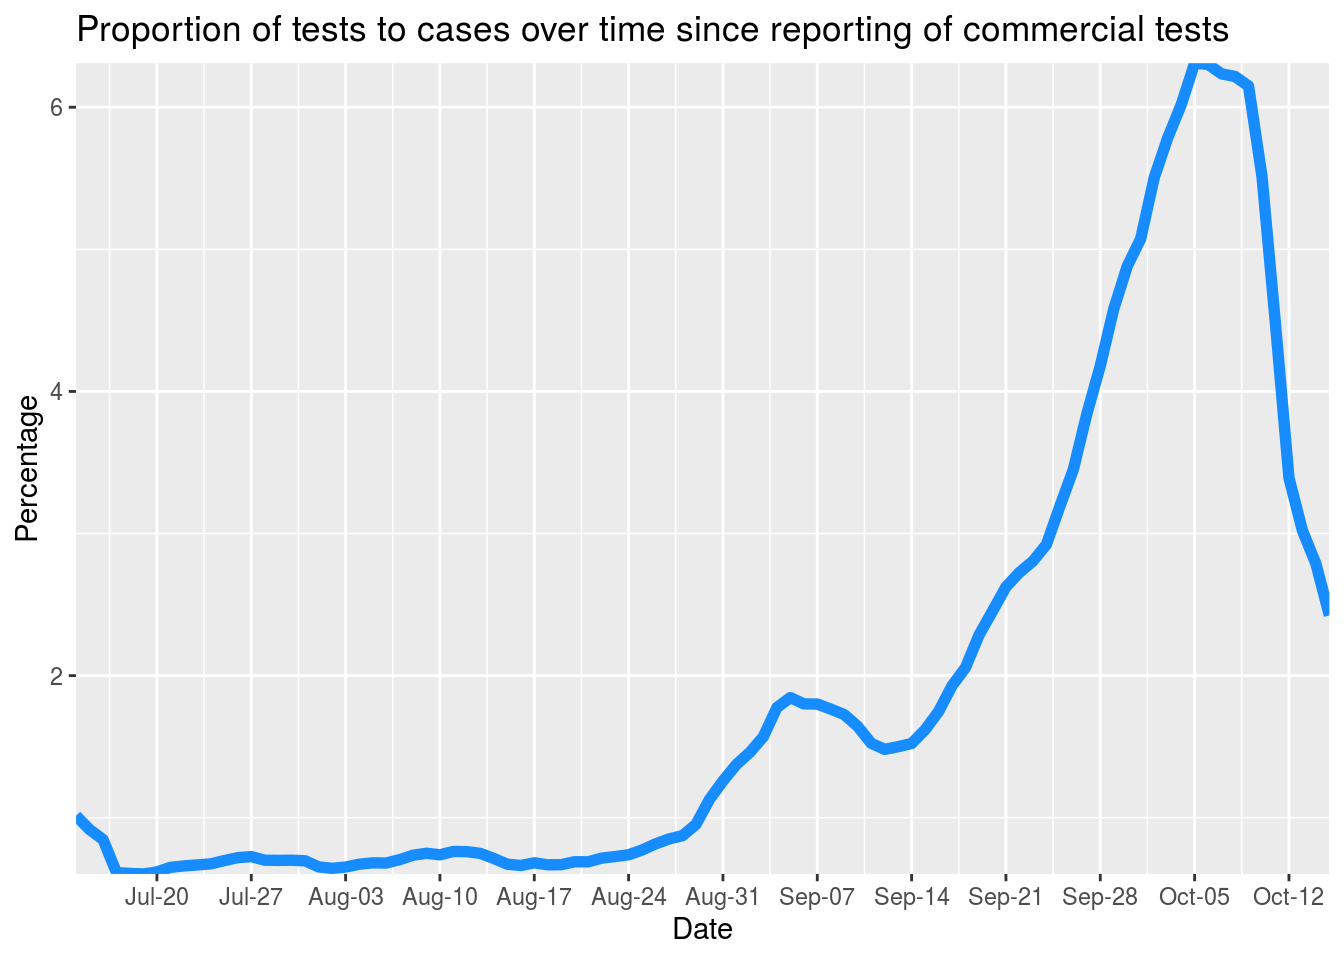 Proportion of tests to cases over time since reporting of commercial tests
6
4
2
Percentage
Jul-20 Jul-27 Aug-03 Aug-10 Aug-17 Aug-24 Aug-31 Sep-07 Sep-14 Sep-21 Sep-28 Oct-05 Oct-12
Date